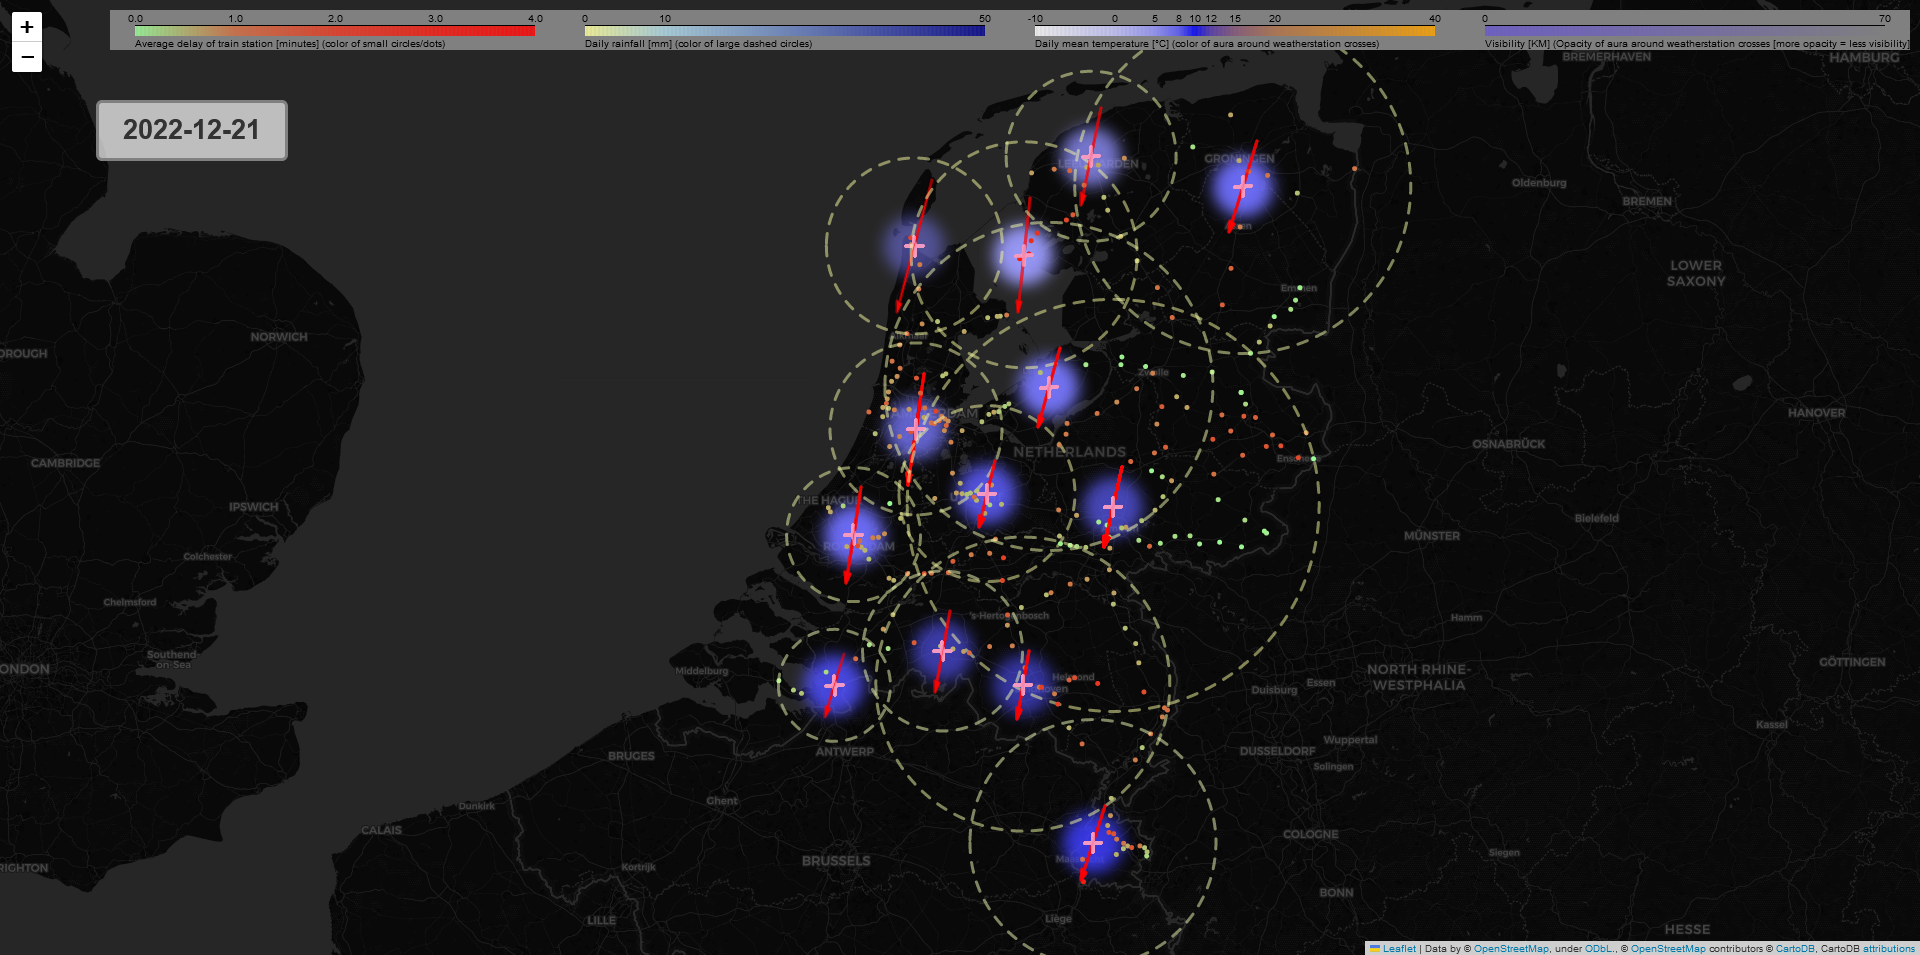 +
−
0.0 1.0 2.0 3.0 4.0
Average delay of train station [minutes] (color of small circles/dots)
0 10 50
Daily rainfall [mm] (color of large dashed circles)
-10 0 5 8 10 12 15 20 40
Daily mean temperature [°C] (color of aura around weatherstation crosses)
0 70
Visibility [KM] (Opacity of aura around weatherstation crosses [more opacity = less visibility]
2022-12-21
BREMERHAVEN
HAMBURG
GRONINGEN
Oldenburg
BREMEN
LOWER
SAXONY
Emmen
NORWICH
OROUGH
Zwolle
HANOVER
OSNABRÜCK
NETHERLANDS
CAMBRIDGE
THE HAGUE
IPSWICH
Bielefeld
MÜNSTER
Colchester
Chelmsford
's-Hertogenbosch
Hamm
Southend-
on-Sea
ONDON
Middelburg
Helmond
NORTH RHINE-
WESTPHALIA
GÖTTINGEN
Duisburg
Essen
Kassel
BRUGES
ANTWERP
DUSSELDORF
Wuppertal
Solingen
Dunkirk
Ghent
CALAIS
COLOGNE
BRUSSELS
Siegen
RIGHTON
Kortrijk
BONN
LILLE
Liège
HESSE
Leaflet | Data by © OpenStreetMap, under ODbL., © OpenStreetMap contributors © CartoDB, CartoDB attributions